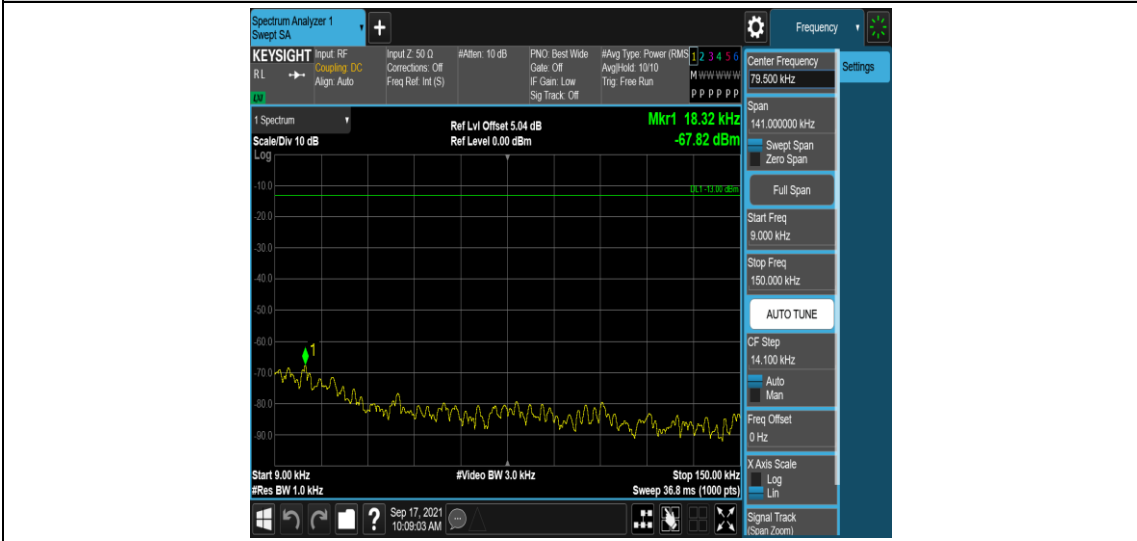 Spectrum Analyzer 1
Swept SA
+
Frequency
KEYSIGHT
RL
Input: RF
Coupling: DC
Align: Auto
Input Z: 50 Ω
Corrections: Off
Freq Ref: Int (S)
#Atten: 10 dB
PNO: Best Wide
Gate: Off
IF Gain: Low
Sig Track: Off
#Avg Type: Power (RMS
Avg|Hold: 10/10
Trig: Free Run
1 2 3 4 5 6
M W W W W W
P P P P P P
1 Spectrum
Scale/Div 10 dB
Log
Ref Lvl Offset 5.04 dB
Ref Level 0.00 dBm
Mkr1 18.32 kHz
-67.82 dBm
DL1 -13.00 dBm
-10.0
-20.0
-30.0
-40.0
-50.0
-60.0
-70.0
-80.0
-90.0
1
Start 9.00 kHz
#Res BW 1.0 kHz
#Video BW 3.0 kHz
Stop 150.00 kHz
Sweep 36.8 ms (1000 pts)
?
Sep 17, 2021
10:09:03 AM
Center Frequency
79.500 kHz
Settings
Span
141.000000 kHz
Swept Span
Zero Span
Full Span
Start Freq
9.000 kHz
Stop Freq
150.000 kHz
AUTO TUNE
CF Step
14.100 kHz
Auto
Man
Freq Offset
0 Hz
X Axis Scale
Log
Lin
Signal Track
(Span Zoom)